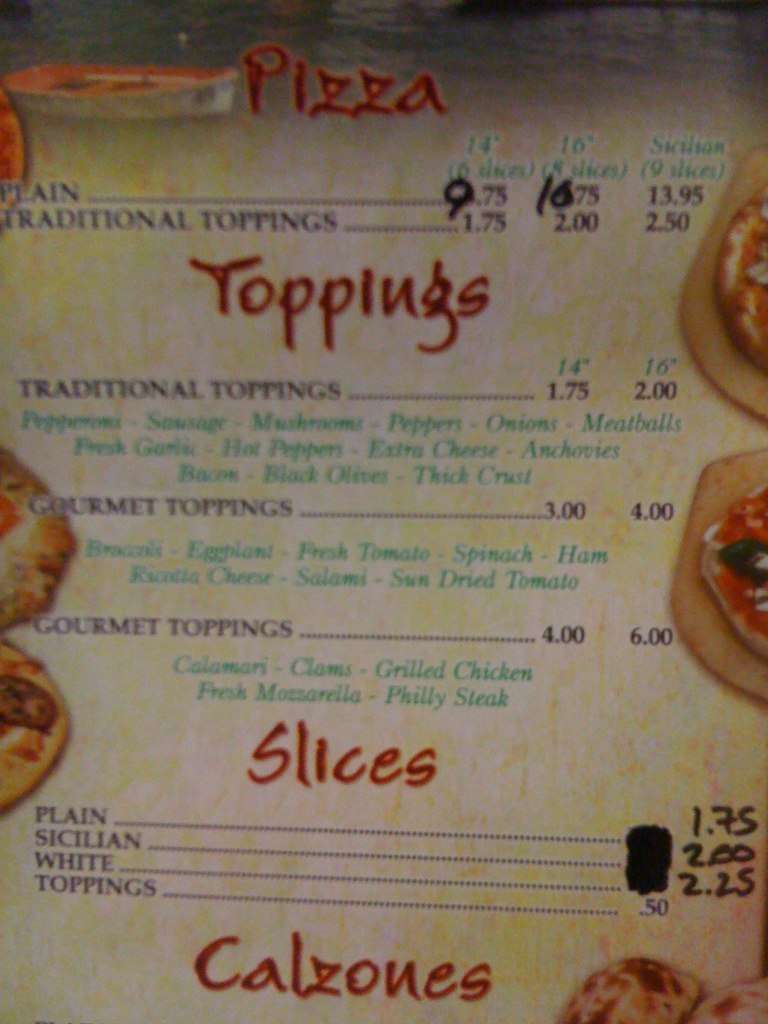 Pizza
14" 16" Sicilian
(6 slices) (8 slices) (9 slices)
PLAIN 9.75 10.75 13.95
TRADITIONAL TOPPINGS 1.75 2.00 2.50
Toppings
14" 16"
TRADITIONAL TOPPINGS 1.75 2.00
Pepperoni - Sausage - Mushrooms - Peppers - Onions - Meatballs
Fresh Garlic - Hot Peppers - Extra Cheese - Anchovies
Bacon - Black Olives - Thick Crust
GOURMET TOPPINGS 3.00 4.00
Broccoli - Eggplant - Fresh Tomato - Spinach - Ham
Ricotta Cheese - Salami - Sun Dried Tomato
GOURMET TOPPINGS 4.00 6.00
Calamari - Clams - Grilled Chicken
Fresh Mozzarella - Philly Steak
Slices
PLAIN 1.75
SICILIAN 2.00
WHITE 2.25
TOPPINGS .50
Calzones